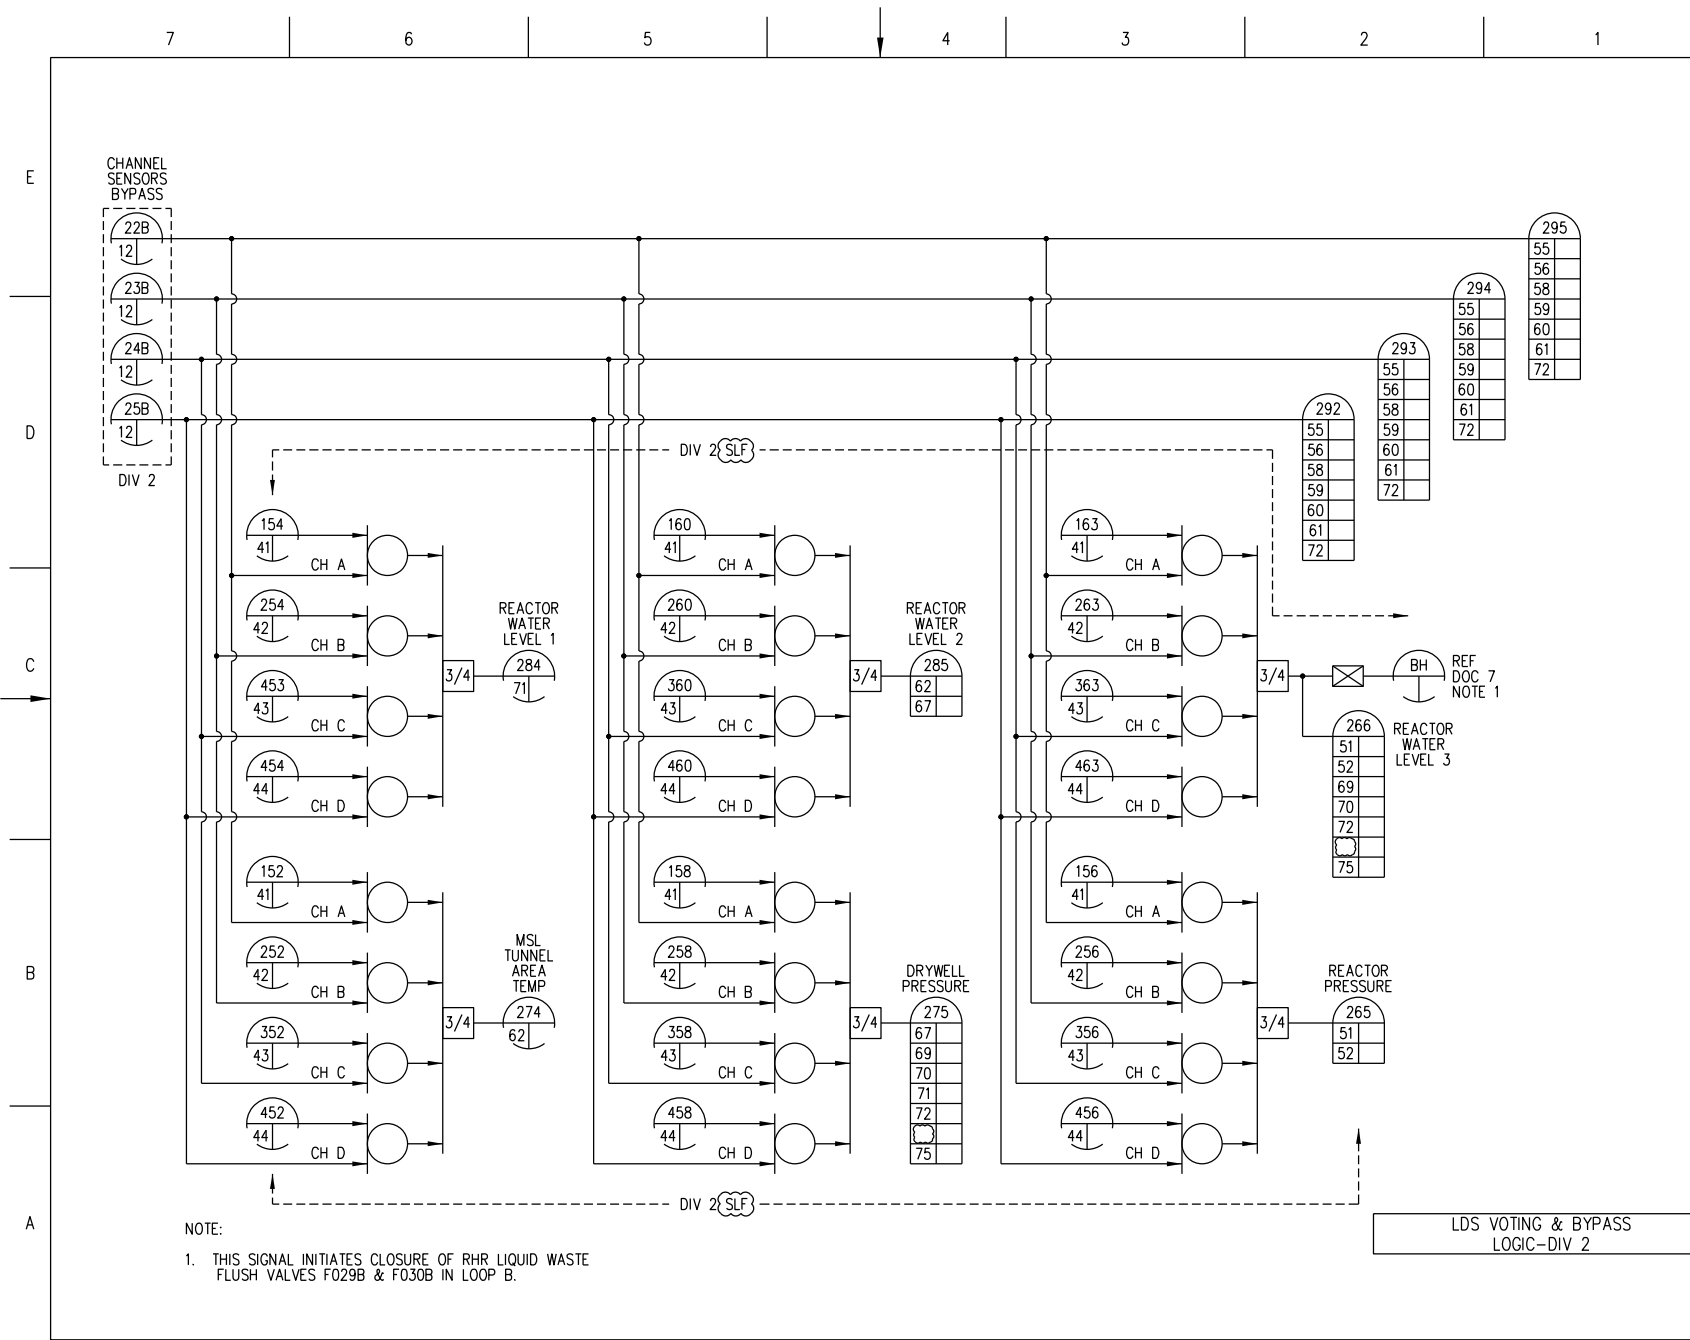 7 6 5 4 3 2 1
E
D
C
B
A
CHANNEL
SENSORS
BYPASS
22B
12
23B
12
24B
12
25B
12
DIV 2
295
55
56
58
59
60
61
72
294
55
56
58
59
60
61
72
293
55
56
58
59
60
61
72
292
55
56
58
59
60
61
72
DIV 2 SLF
154
41
CH A
254
42
CH B
453
43
CH C
454
44
CH D
3/4
REACTOR
WATER
LEVEL 1
284
71
160
41
CH A
260
42
CH B
360
43
CH C
460
44
CH D
3/4
REACTOR
WATER
LEVEL 2
285
62
67
163
41
CH A
263
42
CH B
363
43
CH C
463
44
CH D
3/4
BH
REF
DOC 7
NOTE 1
266
51
52
69
70
72
75
REACTOR
WATER
LEVEL 3
152
41
CH A
252
42
CH B
352
43
CH C
452
44
CH D
3/4
MSL
TUNNEL
AREA
TEMP
274
62
158
41
CH A
258
42
CH B
358
43
CH C
458
44
CH D
3/4
DRYWELL
PRESSURE
275
67
69
70
71
72
75
156
41
CH A
256
42
CH B
356
43
CH C
456
44
CH D
3/4
REACTOR
PRESSURE
265
51
52
DIV 2 SLF
NOTE:
1. THIS SIGNAL INITIATES CLOSURE OF RHR LIQUID WASTE
FLUSH VALVES F029B & F030B IN LOOP B.
LDS VOTING & BYPASS
LOGIC-DIV 2